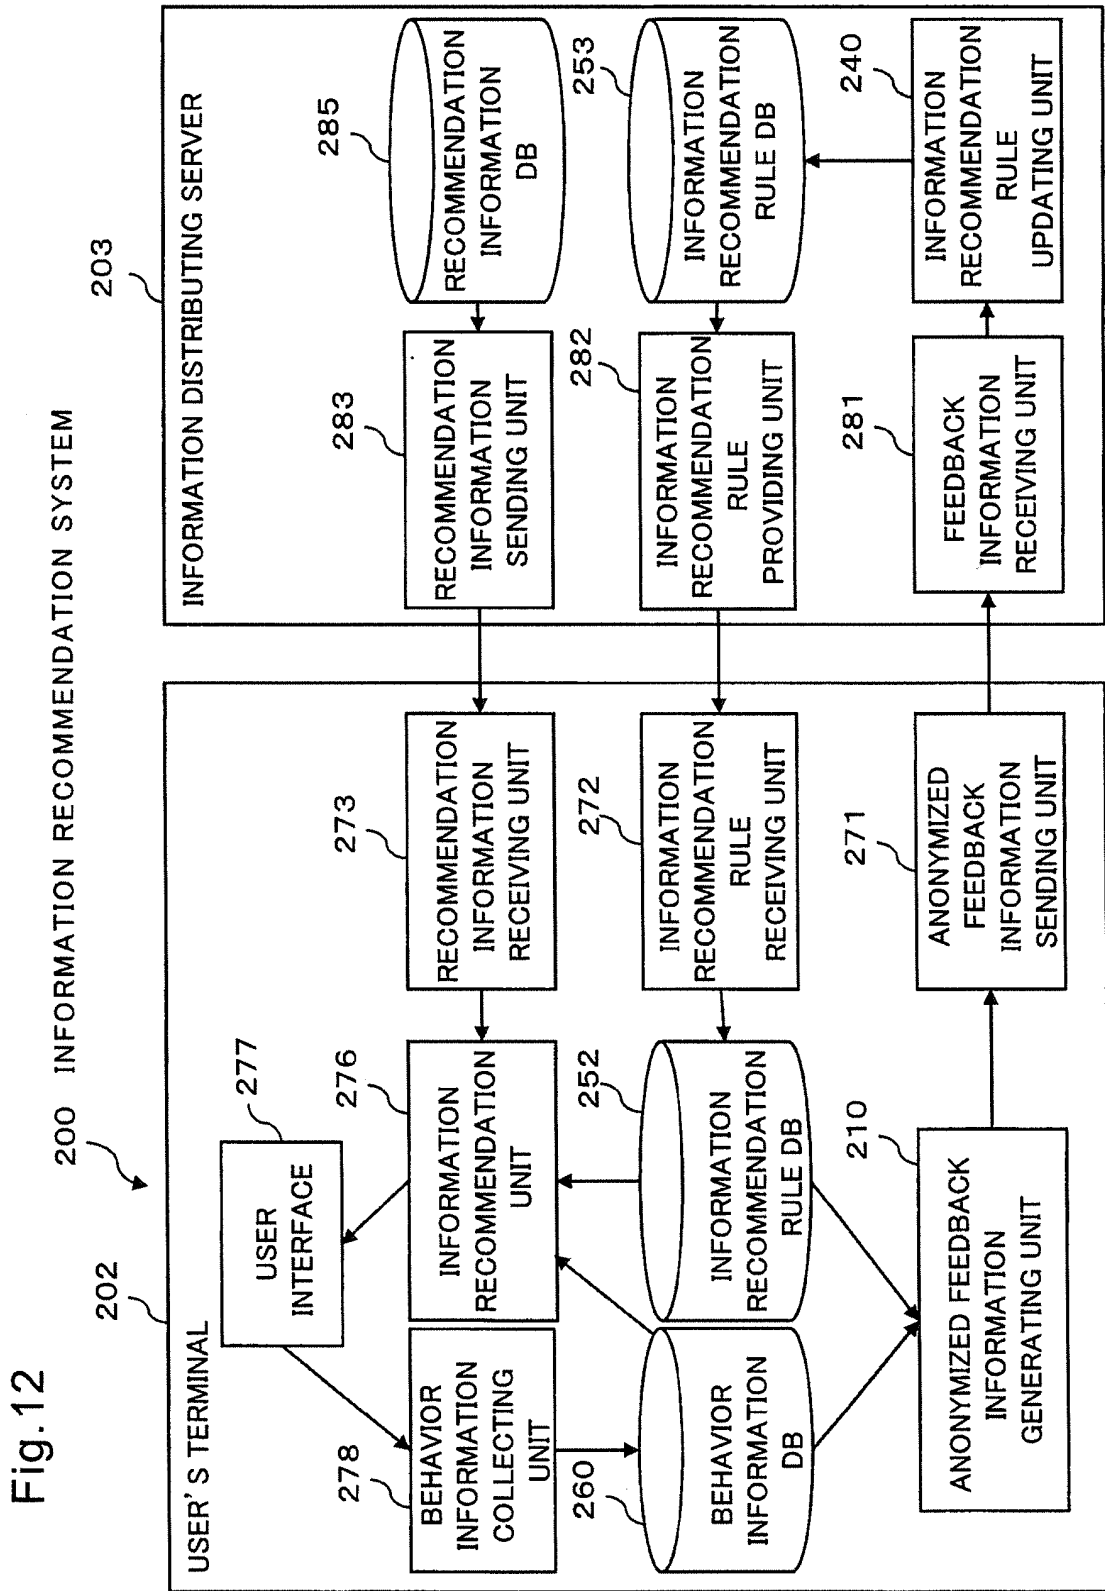 Fig.12
200 INFORMATION RECOMMENDATION SYSTEM
202
USER'S TERMINAL
277
USER
INTERFACE
278
BEHAVIOR
INFORMATION
COLLECTING
UNIT
276
INFORMATION
RECOMMENDATION
UNIT
273
RECOMMENDATION
INFORMATION
RECEIVING UNIT
260
BEHAVIOR
INFORMATION
DB
252
INFORMATION
RECOMMENDATION
RULE DB
272
INFORMATION
RECOMMENDATION
RULE
RECEIVING UNIT
210
ANONYMIZED FEEDBACK
INFORMATION
GENERATING UNIT
271
ANONYMIZED
FEEDBACK
INFORMATION
SENDING UNIT
203
INFORMATION DISTRIBUTING SERVER
283
RECOMMENDATION
INFORMATION
SENDING UNIT
285
RECOMMENDATION
INFORMATION
DB
282
INFORMATION
RECOMMENDATION
RULE
PROVIDING UNIT
253
INFORMATION
RECOMMENDATION
RULE DB
281
FEEDBACK
INFORMATION
RECEIVING UNIT
240
INFORMATION
RECOMMENDATION
RULE
UPDATING UNIT